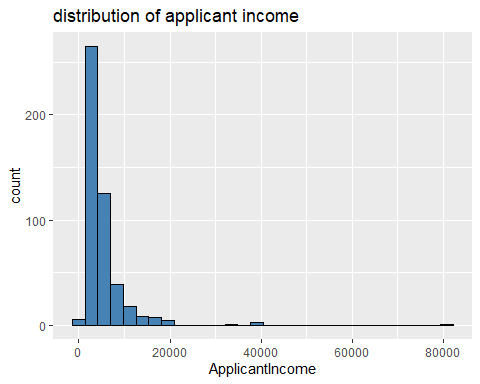 distribution of applicant income
count
200
100
0
0 20000 40000 60000 80000
ApplicantIncome